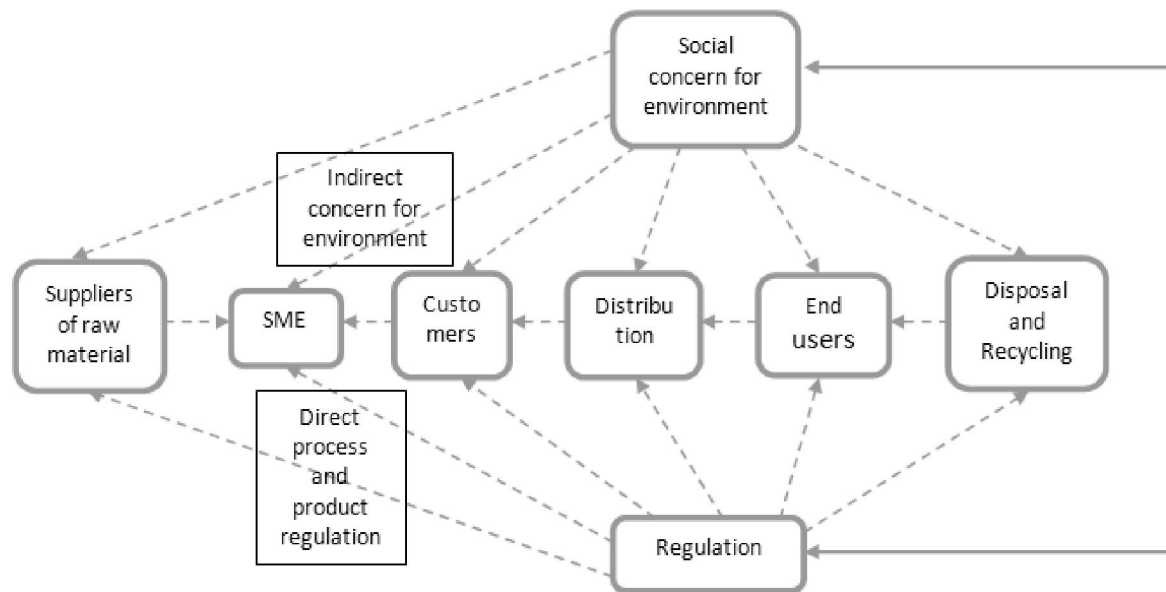 Social
concern for
environment
Indirect
concern for
environment
Suppliers
of raw
material
SME
Custo
mers
Distribu
tion
End
users
Disposal
and
Recycling
Direct
process
and
product
regulation
Regulation